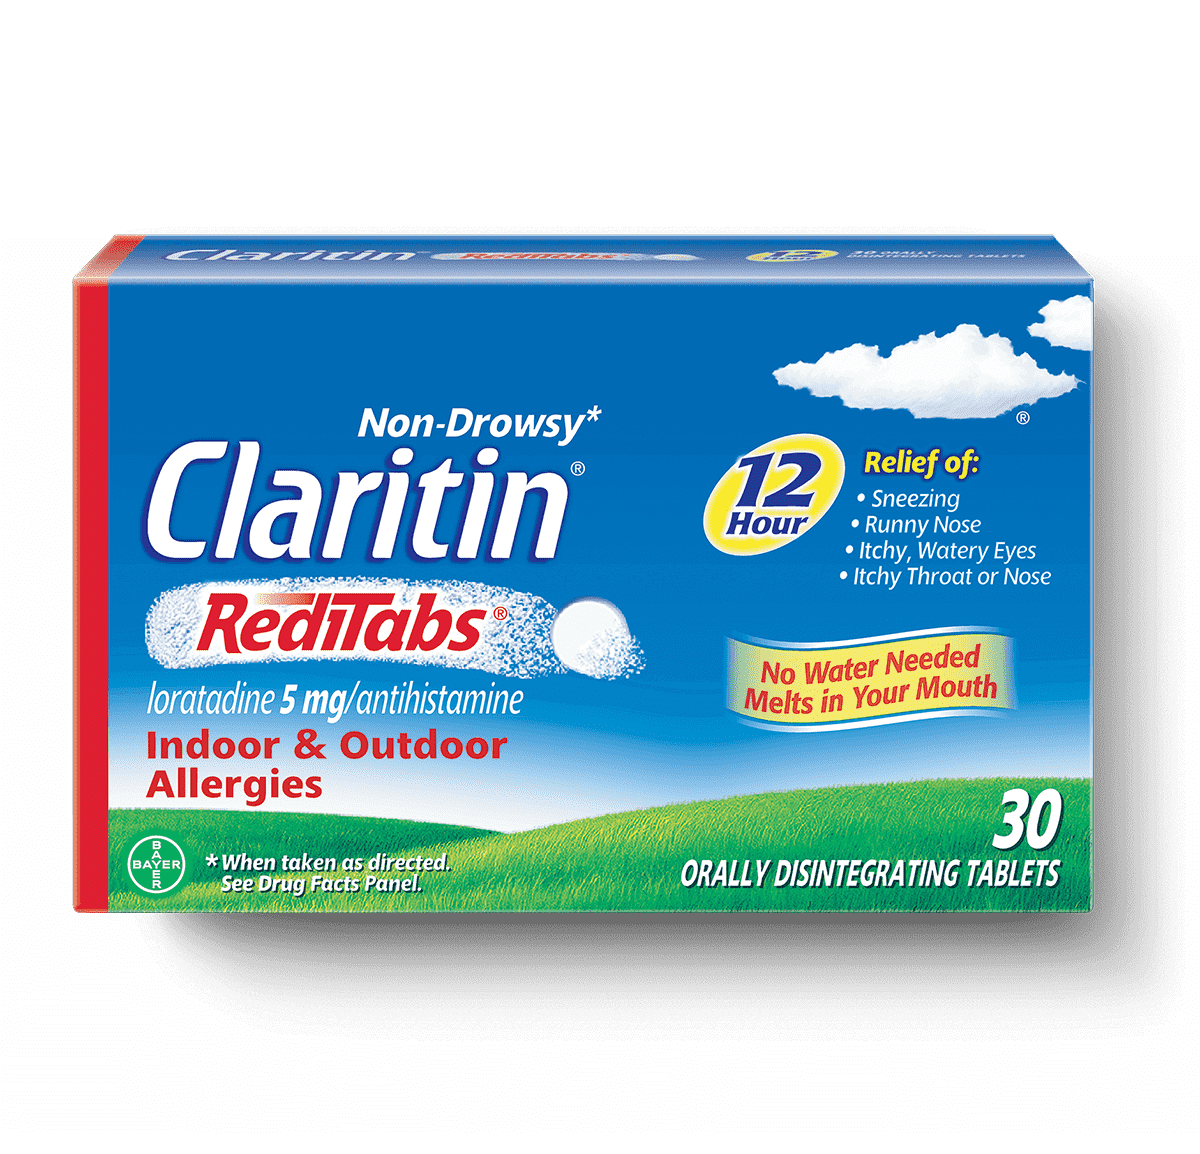 Claritin RediTabs 12 Hour 30 ORALLY
DISINTEGRATING TABLETS
Non-Drowsy*
Claritin®
RediTabs®
loratadine 5 mg/antihistamine
Indoor & Outdoor
Allergies
12
Hour
Relief of:
• Sneezing
• Runny Nose
• Itchy, Watery Eyes
• Itchy Throat or Nose
®
No Water Needed
Melts in Your Mouth
BAYER
BAYER
*When taken as directed.
See Drug Facts Panel.
30
ORALLY DISINTEGRATING TABLETS